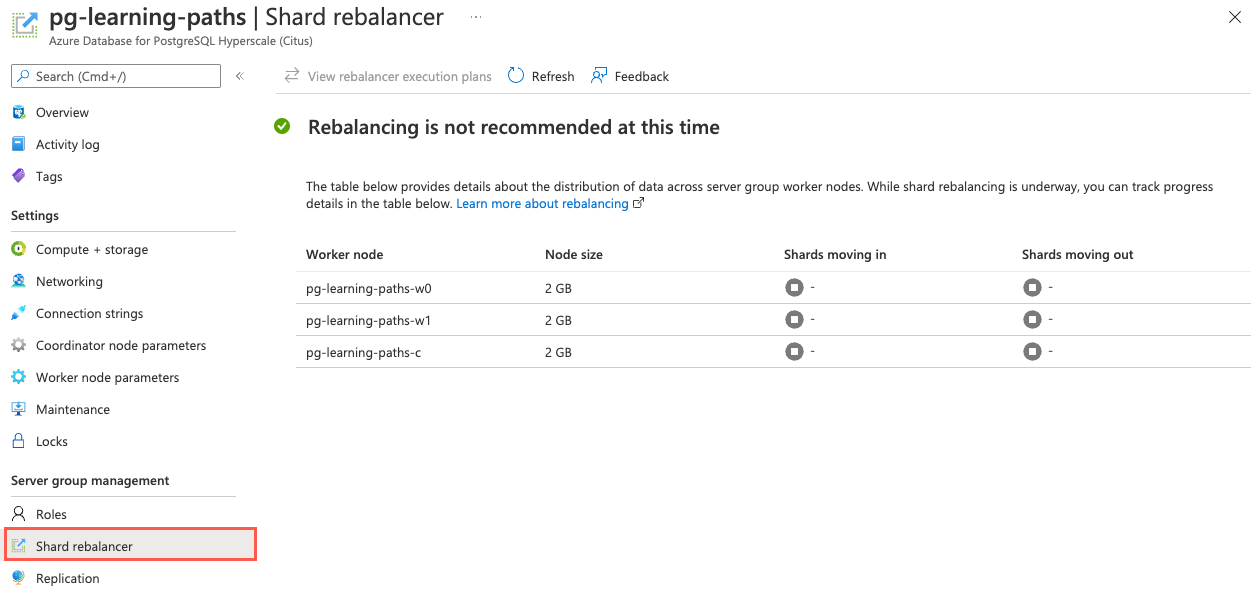 pg-learning-paths | Shard rebalancer ...
Azure Database for PostgreSQL Hyperscale (Citus)
Search (Cmd+/)
«
Overview
Activity log
Tags
Settings
Compute + storage
Networking
Connection strings
Coordinator node parameters
Worker node parameters
Maintenance
Locks
Server group management
Roles
Shard rebalancer
Replication
View rebalancer execution plans Refresh Feedback
Rebalancing is not recommended at this time
The table below provides details about the distribution of data across server group worker nodes. While shard rebalancing is underway, you can track progress
details in the table below. Learn more about rebalancing
Worker node Node size Shards moving in Shards moving out
pg-learning-paths-w0 2 GB - -
pg-learning-paths-w1 2 GB - -
pg-learning-paths-c 2 GB - -